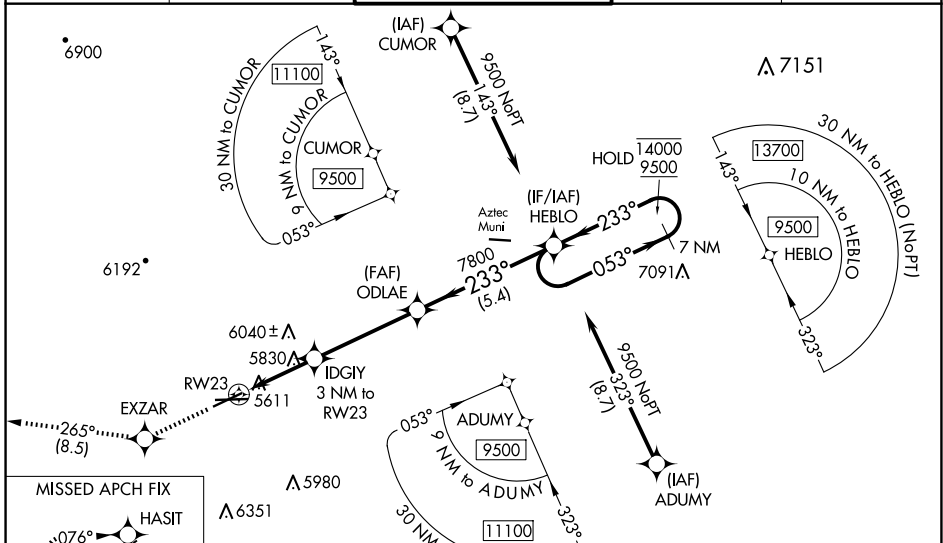 6900
(IAF)
CUMOR
9500 NoPT
143°
(8.7)
7151
30 NM to CUMOR
11100
143°
9 NM to CUMOR
CUMOR
9500
053°
HOLD 14000
9500
(IF/IAF)
HEBLO
Aztec
Muni
233°
053°
7 NM
7091
30 NM to HEBLO (NoPT)
13700
143°
10 NM to HEBLO
9500
HEBLO
323°
6192
7800
233°
(5.4)
(FAF)
ODLAE
6040±
5830
IDGIY
3 NM to
RW23
RW23
5611
EXZAR
265°
(8.5)
9500 NoPT
323°
(8.7)
(IAF)
ADUMY
053°
ADUMY
9500
9 NM to ADUMY
30 NM
11100
323°
5980
6351
MISSED APCH FIX
HASIT
076°